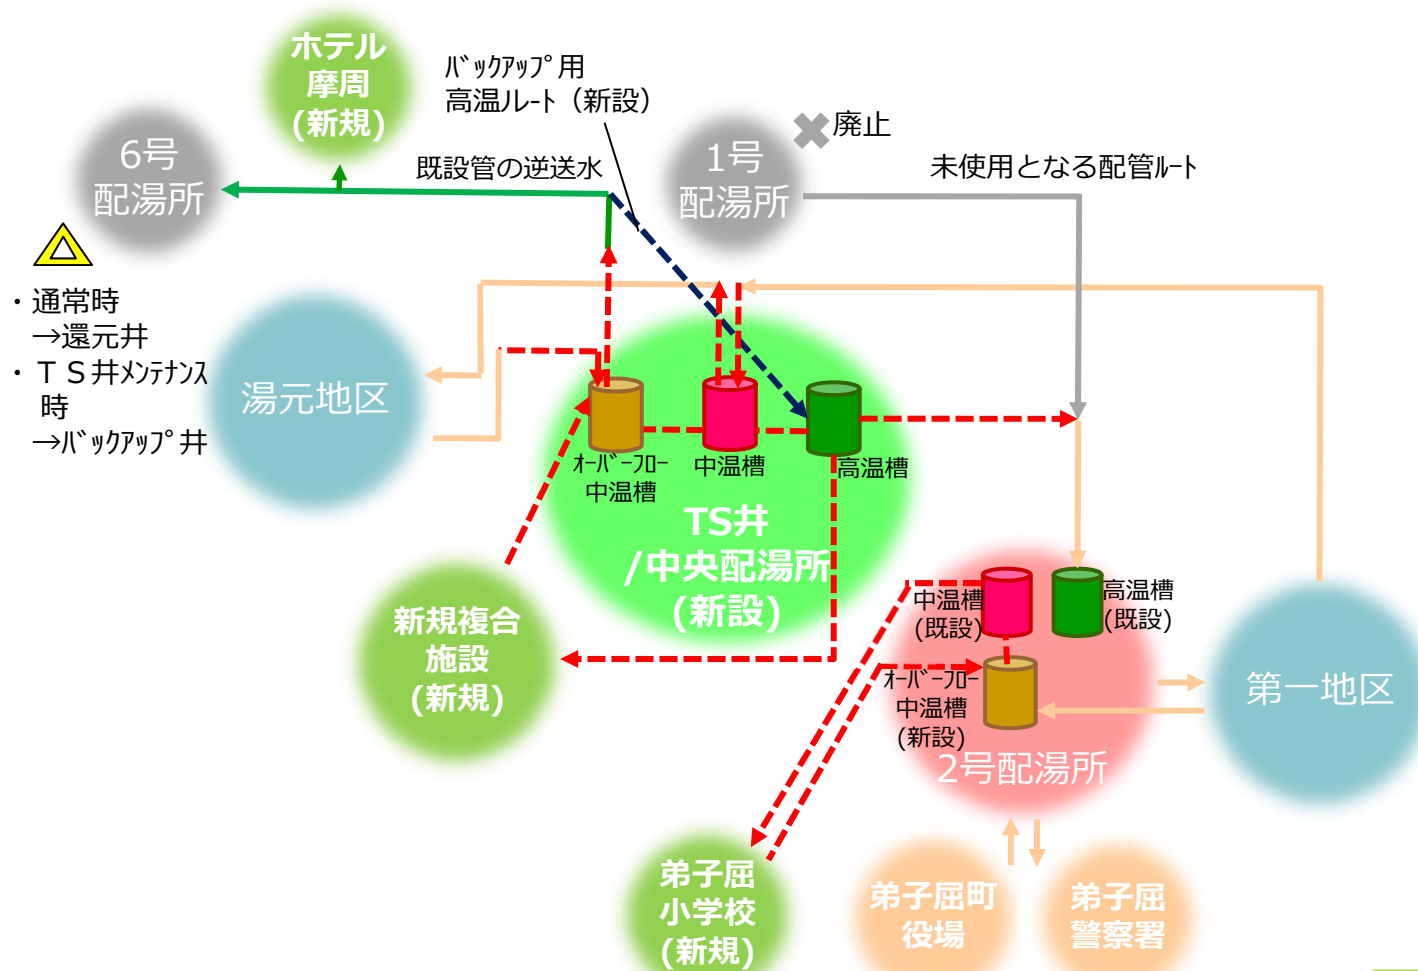 ホテル
摩周
(新規)
ﾊﾞｯｸｱｯﾌﾟ用
高温ﾙｰﾄ（新設）
廃止
6号
配湯所
既設管の逆送水
1号
配湯所
未使用となる配管ﾙｰﾄ
・通常時
→還元井
・ＴＳ井ﾒﾝﾃﾅﾝｽ
時
→ﾊﾞｯｸｱｯﾌﾟ井
湯元地区
ｵｰﾊﾞｰﾌﾛｰ
中温槽
中温槽
高温槽
TS井
/中央配湯所
(新設)
新規複合
施設
(新規)
中温槽
(既設)
高温槽
(既設)
ｵｰﾊﾞｰﾌﾛｰ
中温槽
(新設)
2号配湯所
第一地区
弟子屈
小学校
(新規)
弟子屈町
役場
弟子屈
警察署